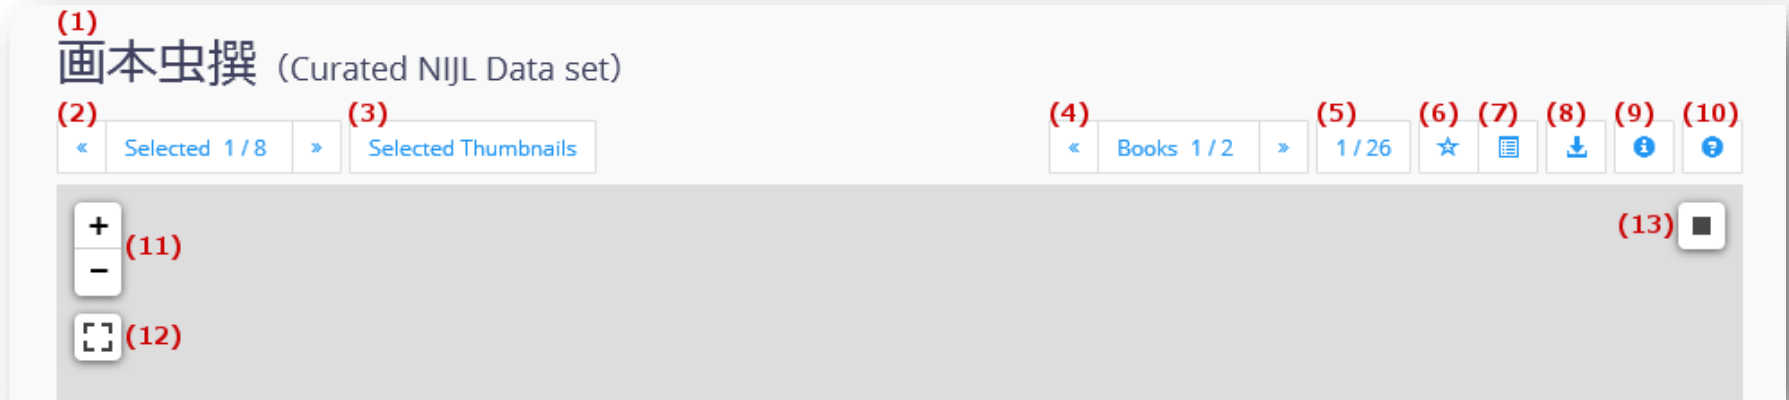 (1)
画本虫撰 (Curated NIJL Data set)
(2) (3) (4) (5) (6) (7) (8) (9) (10)
« Selected 1 / 8 » Selected Thumbnails « Books 1 / 2 » 1 / 26
+ (11) (13)
−
(12)